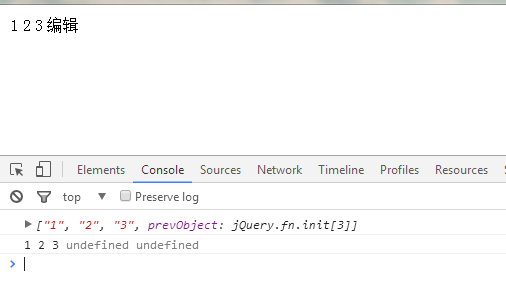 1 2 3 编辑
Elements Console Sources Network Timeline Profiles Resources
top Preserve log
["1", "2", "3", prevObject: jQuery.fn.init[3]]
1 2 3 undefined undefined